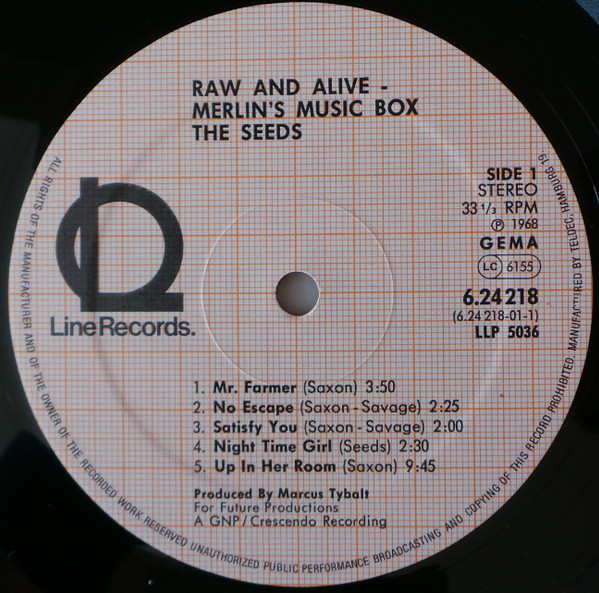 RAW AND ALIVE -
MERLIN'S MUSIC BOX
THE SEEDS
SIDE 1
STEREO
33 1/3 RPM
Ⓟ 1968
GEMA
LC 6155
6.24218
(6.24 218-01-1)
LLP 5036
Line Records.
1. Mr. Farmer (Saxon) 3:50
2. No Escape (Saxon - Savage) 2:25
3. Satisfy You (Saxon - Savage) 2:00
4. Night Time Girl (Seeds) 2:30
5. Up In Her Room (Saxon) 9:45
Produced By Marcus Tybalt
For Future Productions
A GNP/Crescendo Recording
ALL RIGHTS OF THE MANUFACTURER AND OF THE OWNER OF THE RECORDED WORK RESERVED UNAUTHORIZED PUBLIC PERFORMANCE BROADCASTING AND COPYING OF THIS RECORD PROHIBITED. MANUFACTURED BY TELDEC, HAMBURG 19.